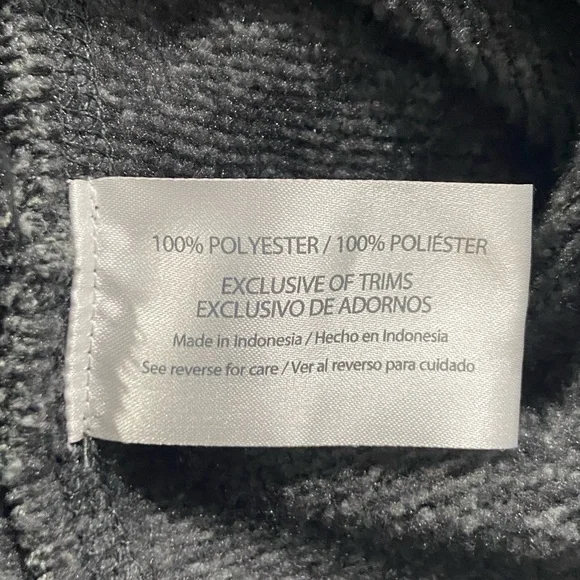 100% POLYESTER / 100% POLIÉSTER
EXCLUSIVE OF TRIMS
EXCLUSIVO DE ADORNOS
Made in Indonesia / Hecho en Indonesia
See reverse for care / Ver al reverso para cuidado